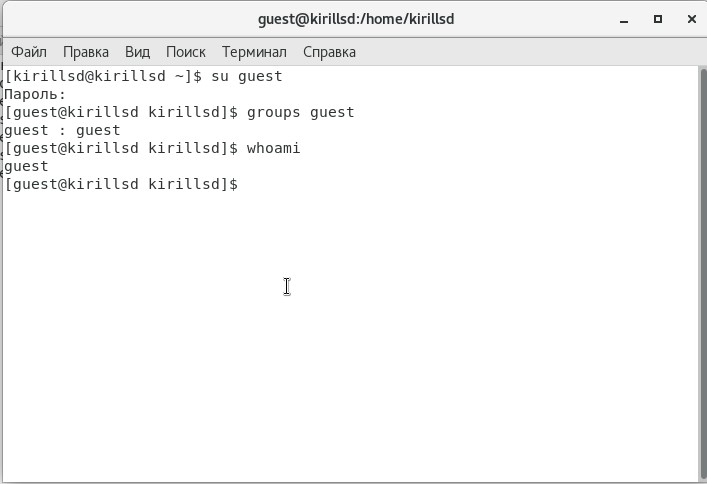 guest@kirillsd:/home/kirillsd
Файл Правка Вид Поиск Терминал Справка
[kirillsd@kirillsd ~]$ su guest
Пароль:
[guest@kirillsd kirillsd]$ groups guest
guest : guest
[guest@kirillsd kirillsd]$ whoami
guest
[guest@kirillsd kirillsd]$